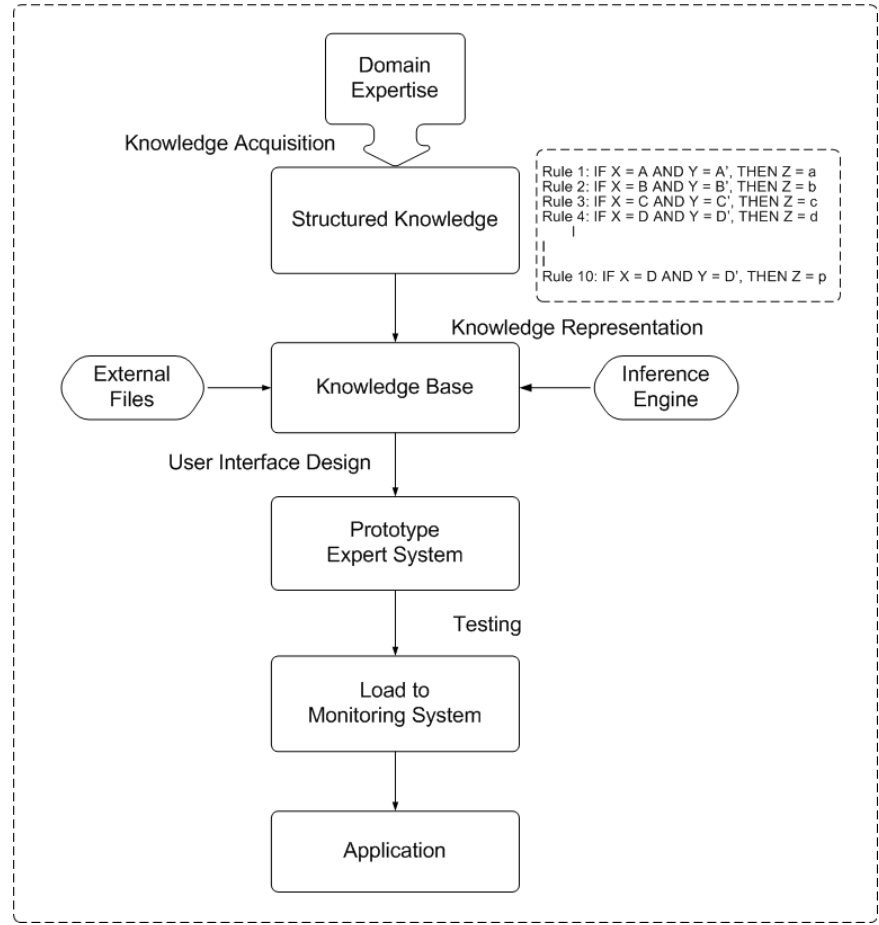 Domain
Expertise
Knowledge Acquisition
Structured Knowledge
Rule 1: IF X = A AND Y = A', THEN Z = a
Rule 2: IF X = B AND Y = B', THEN Z = b
Rule 3: IF X = C AND Y = C', THEN Z = c
Rule 4: IF X = D AND Y = D', THEN Z = d
|
|
|
Rule 10: IF X = D AND Y = D', THEN Z = p
Knowledge Representation
External
Files
Knowledge Base
Inference
Engine
User Interface Design
Prototype
Expert System
Testing
Load to
Monitoring System
Application